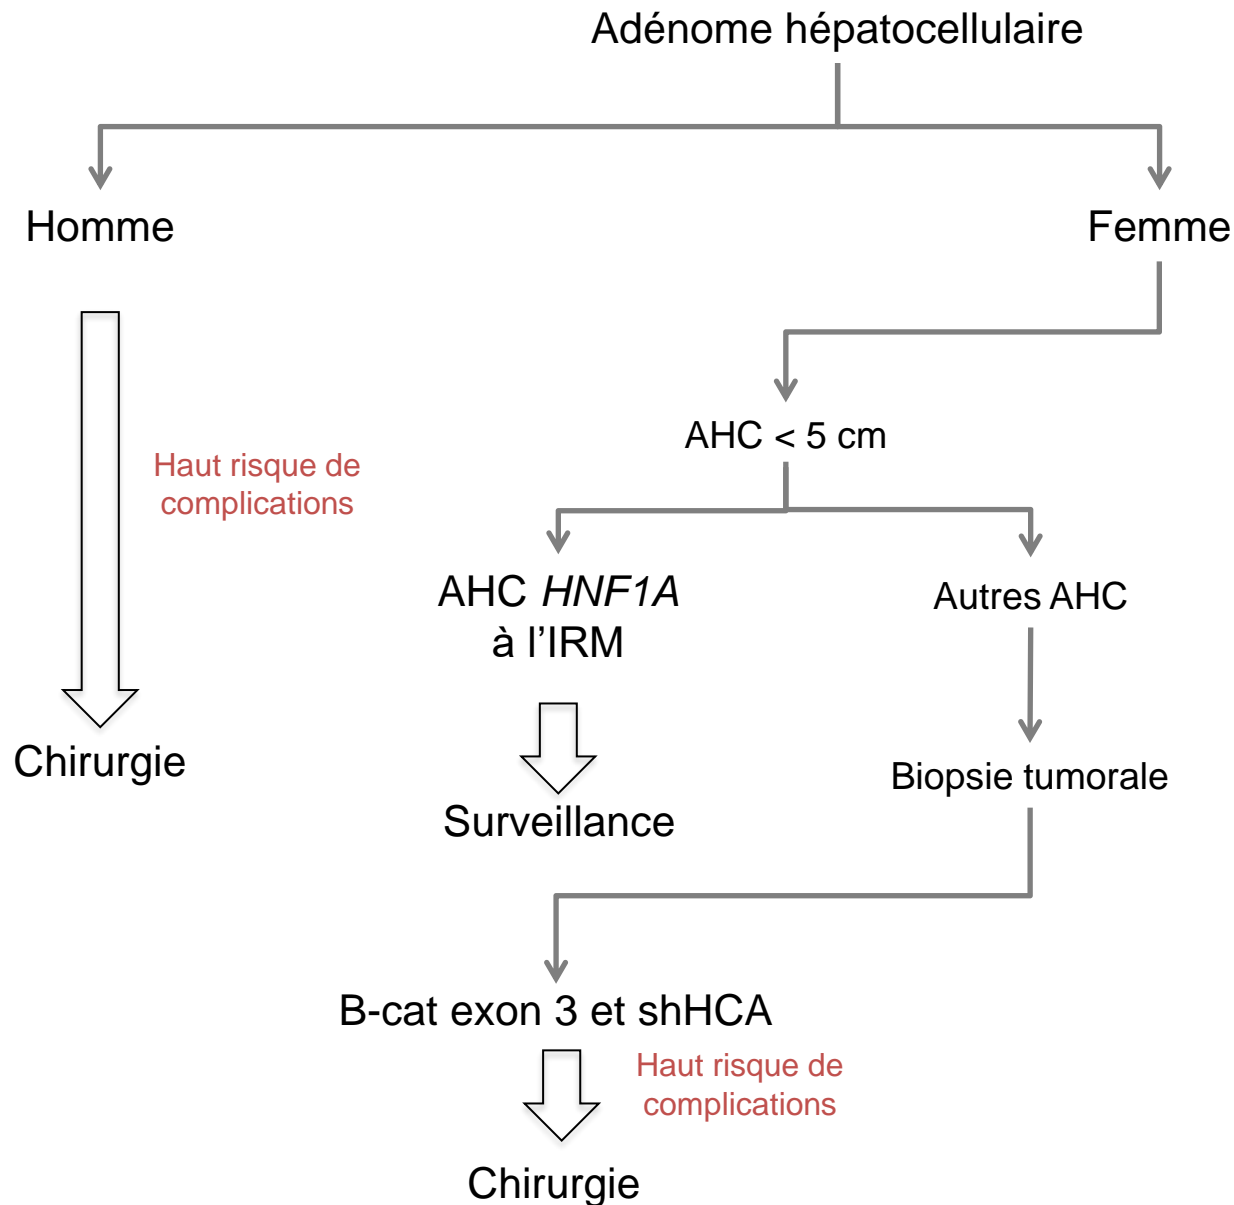 Adénome hépatocellulaire
Homme
Femme
AHC < 5 cm
Haut risque de
complications
AHC HNF1A
à l’IRM
Autres AHC
Chirurgie
Biopsie tumorale
Surveillance
B-cat exon 3 et shHCA
Haut risque de
complications
Chirurgie